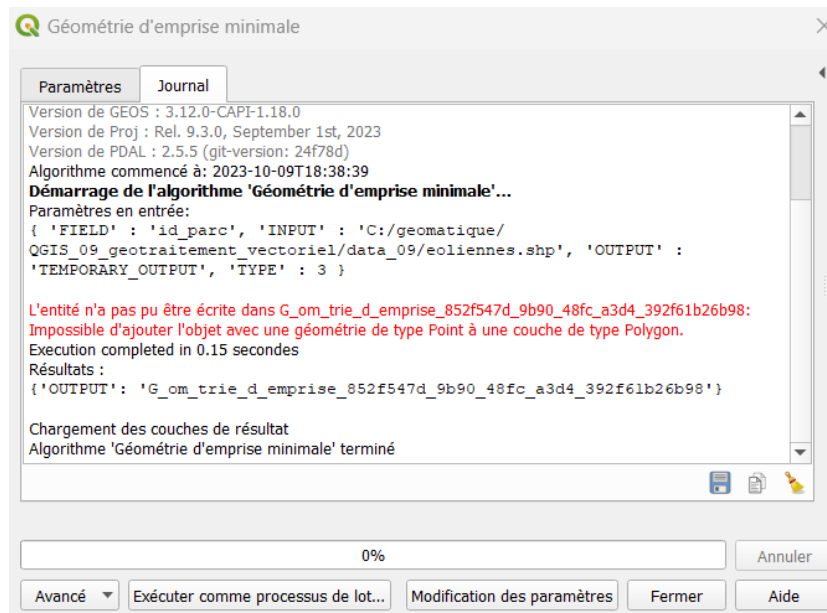 Géométrie d'emprise minimale
Paramètres
Journal
Version de GEOS : 3.12.0-CAPI-1.18.0
Version de Proj : Rel. 9.3.0, September 1st, 2023
Version de PDAL : 2.5.5 (git-version: 24f78d)
Algorithme commencé à: 2023-10-09T18:38:39
Démarrage de l'algorithme 'Géométrie d'emprise minimale'...
Paramètres en entrée:
{ 'FIELD' : 'id_parc', 'INPUT' : 'C:/geomatique/
QGIS_09_geotraitement_vectoriel/data_09/eoliennes.shp', 'OUTPUT' :
'TEMPORARY_OUTPUT', 'TYPE' : 3 }
L'entité n'a pas pu être écrite dans G_om_trie_d_emprise_852f547d_9b90_48fc_a3d4_392f61b26b98:
Impossible d'ajouter l'objet avec une géométrie de type Point à une couche de type Polygon.
Execution completed in 0.15 secondes
Résultats :
{'OUTPUT': 'G_om_trie_d_emprise_852f547d_9b90_48fc_a3d4_392f61b26b98'}
Chargement des couches de résultat
Algorithme 'Géométrie d'emprise minimale' terminé
0%
Annuler
Avancé
Exécuter comme processus de lot...
Modification des paramètres
Fermer
Aide